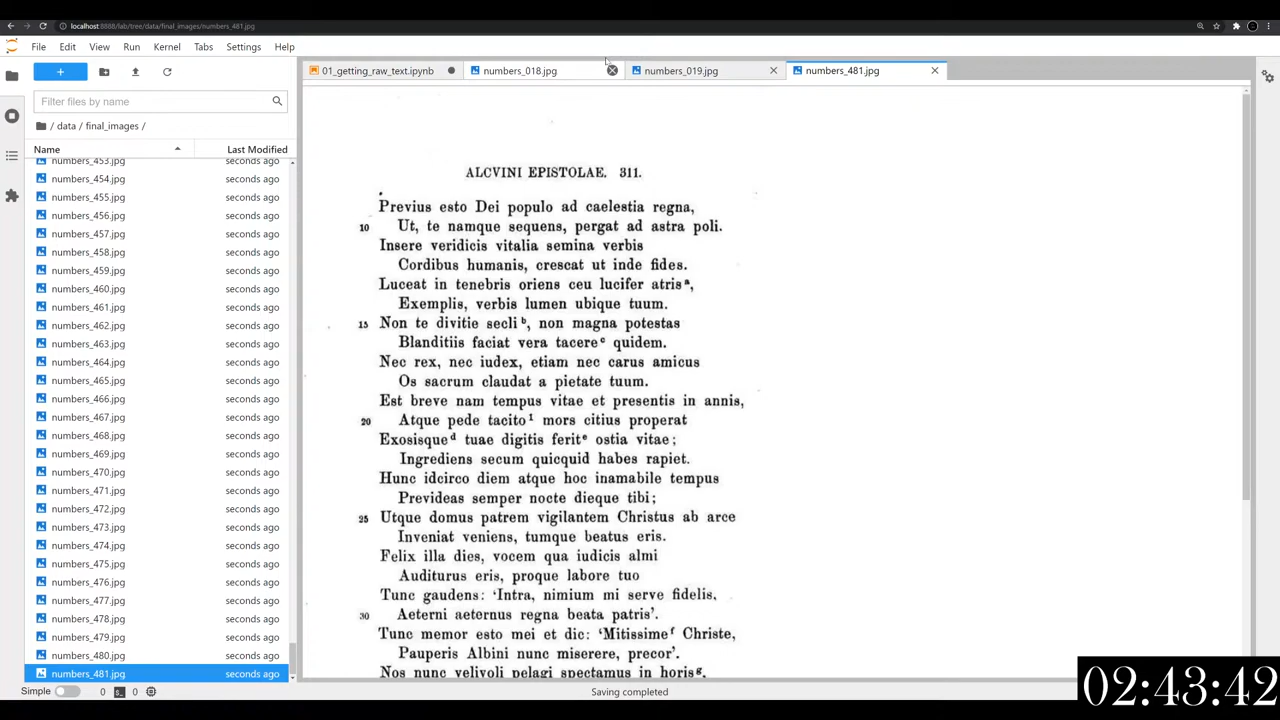 localhost:8888/lab/tree/data/final_images/numbers_481.jpg
File Edit View Run Kernel Tabs Settings Help
+
01_getting_raw_text.ipynb numbers_018.jpg numbers_019.jpg numbers_481.jpg
Filter files by name
/ data / final_images /
Name Last Modified
numbers_453.jpg seconds ago
numbers_454.jpg seconds ago
numbers_455.jpg seconds ago
numbers_456.jpg seconds ago
numbers_457.jpg seconds ago
numbers_458.jpg seconds ago
numbers_459.jpg seconds ago
numbers_460.jpg seconds ago
numbers_461.jpg seconds ago
numbers_462.jpg seconds ago
numbers_463.jpg seconds ago
numbers_464.jpg seconds ago
numbers_465.jpg seconds ago
numbers_466.jpg seconds ago
numbers_467.jpg seconds ago
numbers_468.jpg seconds ago
numbers_469.jpg seconds ago
numbers_470.jpg seconds ago
numbers_471.jpg seconds ago
numbers_472.jpg seconds ago
numbers_473.jpg seconds ago
numbers_474.jpg seconds ago
numbers_475.jpg seconds ago
numbers_476.jpg seconds ago
numbers_477.jpg seconds ago
numbers_478.jpg seconds ago
numbers_479.jpg seconds ago
numbers_480.jpg seconds ago
numbers_481.jpg seconds ago
ALCVINI EPISTOLAE. 311.
Previus esto Dei populo ad caelestia regna,
10 Ut, te namque sequens, pergat ad astra poli.
Insere veridicis vitalia semina verbis
Cordibus humanis, crescat ut inde fides.
Luceat in tenebris oriens ceu lucifer atris a,
Exemplis, verbis lumen ubique tuum.
15 Non te divitie secli b, non magna potestas
Blanditiis faciat vera tacere c quidem.
Nec rex, nec iudex, etiam nec carus amicus
Os sacrum claudat a pietate tuum.
Est breve nam tempus vitae et presentis in annis,
20 Atque pede tacito 1 mors citius properat
Exosisque d tuae digitis ferit e ostia vitae;
Ingrediens secum quicquid habes rapiet.
Hunc idcirco diem atque hoc inamabile tempus
Prevideas semper nocte dieque tibi;
25 Utque domus patrem vigilantem Christus ab arce
Inveniat veniens, tumque beatus eris.
Felix illa dies, vocem qua iudicis almi
Auditurus eris, proque labore tuo
Tunc gaudens: 'Intra, nimium mi serve fidelis,
30 Aeterni aeternus regna beata patris'.
Tunc memor esto mei et dic: 'Mitissime f Christe,
Pauperis Albini nunc miserere, precor'.
Nos nunc velivoli pelagi spectamus in horis g,
Simple 0 0 Saving completed
02:43:42